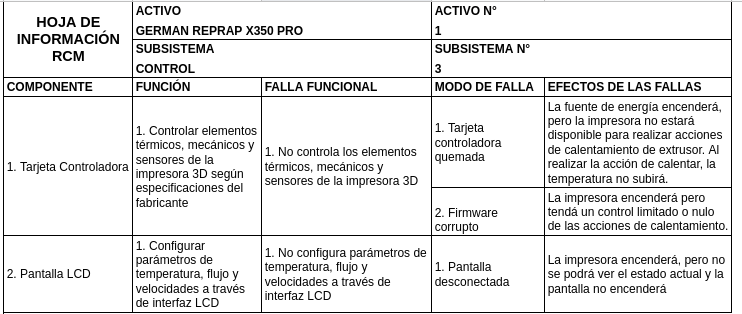 HOJA DE
INFORMACIÓN
RCM
ACTIVO
GERMAN REPRAP X350 PRO
ACTIVO N°
1
SUBSISTEMA
CONTROL
SUBSISTEMA N°
3
COMPONENTE
FUNCIÓN
FALLA FUNCIONAL
MODO DE FALLA
EFECTOS DE LAS FALLAS
1. Tarjeta Controladora
1. Controlar elementos
térmicos, mecánicos y
sensores de la
impresora 3D según
especificaciones del
fabricante
1. No controla los elementos
térmicos, mecánicos y
sensores de la impresora 3D
1. Tarjeta
controladora
quemada
La fuente de energía encenderá,
pero la impresora no estará
disponible para realizar acciones
de calentamiento de extrusor. Al
realizar la acción de calentar, la
temperatura no subirá.
2. Firmware
corrupto
La impresora encenderá pero
tendá un control limitado o nulo
de las acciones de calentamiento.
2. Pantalla LCD
1. Configurar
parámetros de
temperatura, flujo y
velocidades a través
de interfaz LCD
1. No configura parámetros de
temperatura, flujo y
velocidades a través de
interfaz LCD
1. Pantalla
desconectada
La impresora encenderá, pero no
se podrá ver el estado actual y la
pantalla no encenderá